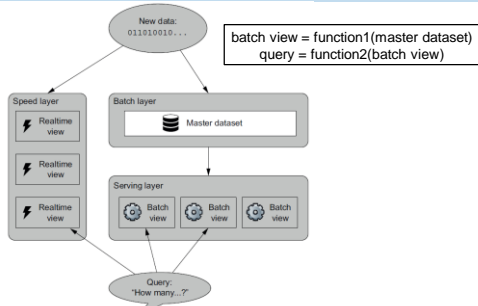 New data:
011010010...
batch view = function1(master dataset)
query = function2(batch view)
Speed layer
Realtime
view
Realtime
view
Realtime
view
Batch layer
Master dataset
Serving layer
Batch
view
Batch
view
Batch
view
Query:
"How many...?"